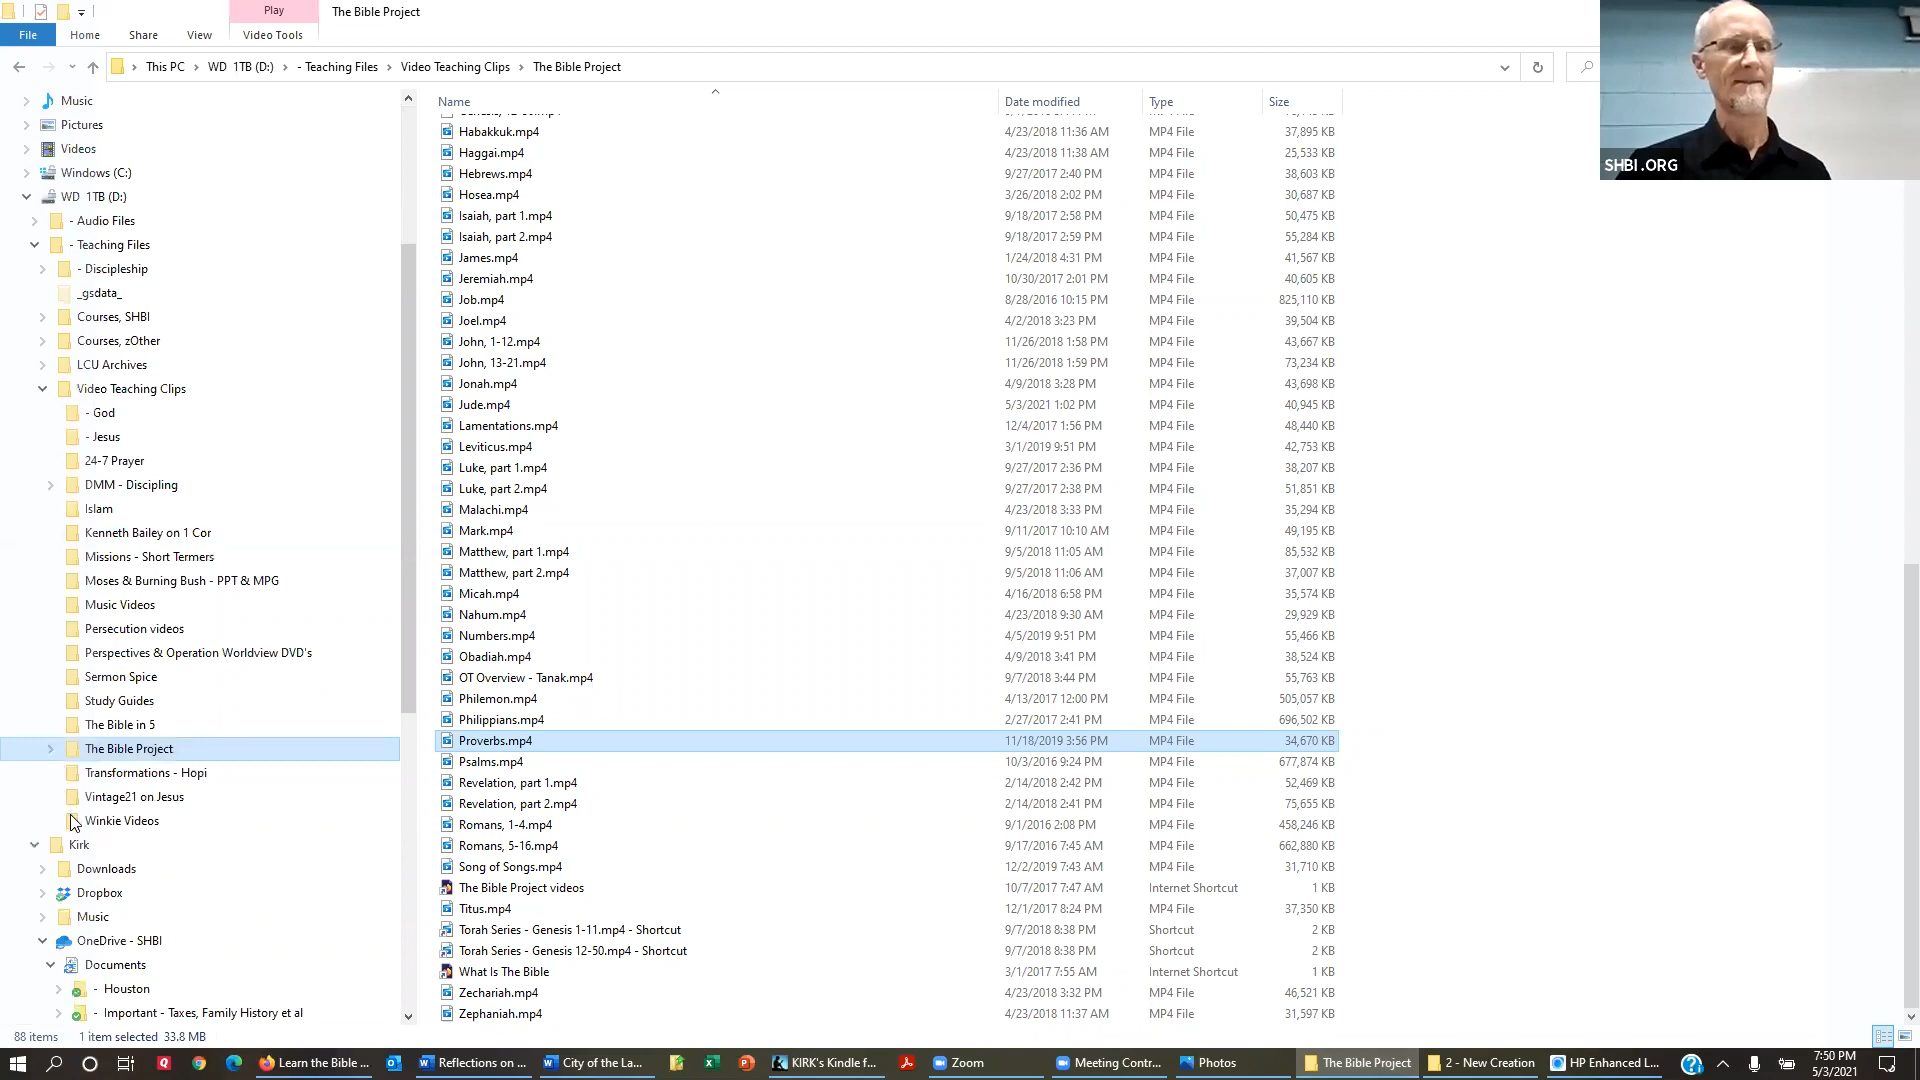 Play
The Bible Project
File
Home
Share
View
Video Tools
This PC
WD 1TB (D:)
- Teaching Files
Video Teaching Clips
The Bible Project
Music
Pictures
Videos
Windows (C:)
WD 1TB (D:)
- Audio Files
- Teaching Files
- Discipleship
_gsdata_
Courses, SHBI
Courses, zOther
LCU Archives
Video Teaching Clips
- God
- Jesus
24-7 Prayer
DMM - Discipling
Islam
Kenneth Bailey on 1 Cor
Missions - Short Termers
Moses & Burning Bush - PPT & MPG
Music Videos
Persecution videos
Perspectives & Operation Worldview DVD's
Sermon Spice
Study Guides
The Bible in 5
The Bible Project
Transformations - Hopi
Vintage21 on Jesus
Winkie Videos
Kirk
Downloads
Dropbox
Music
OneDrive - SHBI
Documents
- Houston
- Important - Taxes, Family History et al
Name Date modified Type Size
Habakkuk.mp4 4/23/2018 11:36 AM MP4 File 37,895 KB
Haggai.mp4 4/23/2018 11:38 AM MP4 File 25,533 KB
Hebrews.mp4 9/27/2017 2:40 PM MP4 File 38,603 KB
Hosea.mp4 3/26/2018 2:02 PM MP4 File 30,687 KB
Isaiah, part 1.mp4 9/18/2017 2:58 PM MP4 File 50,475 KB
Isaiah, part 2.mp4 9/18/2017 2:59 PM MP4 File 55,284 KB
James.mp4 1/24/2018 4:31 PM MP4 File 41,567 KB
Jeremiah.mp4 10/30/2017 2:01 PM MP4 File 40,605 KB
Job.mp4 8/28/2016 10:15 PM MP4 File 825,110 KB
Joel.mp4 4/2/2018 3:23 PM MP4 File 39,504 KB
John, 1-12.mp4 11/26/2018 1:58 PM MP4 File 43,667 KB
John, 13-21.mp4 11/26/2018 1:59 PM MP4 File 73,234 KB
Jonah.mp4 4/9/2018 3:28 PM MP4 File 43,698 KB
Jude.mp4 5/3/2021 1:02 PM MP4 File 40,945 KB
Lamentations.mp4 12/4/2017 1:56 PM MP4 File 48,440 KB
Leviticus.mp4 3/1/2019 9:51 PM MP4 File 42,753 KB
Luke, part 1.mp4 9/27/2017 2:36 PM MP4 File 38,207 KB
Luke, part 2.mp4 9/27/2017 2:38 PM MP4 File 51,851 KB
Malachi.mp4 4/23/2018 3:33 PM MP4 File 35,294 KB
Mark.mp4 9/11/2017 10:10 AM MP4 File 49,195 KB
Matthew, part 1.mp4 9/5/2018 11:05 AM MP4 File 85,532 KB
Matthew, part 2.mp4 9/5/2018 11:06 AM MP4 File 37,007 KB
Micah.mp4 4/16/2018 6:58 PM MP4 File 35,574 KB
Nahum.mp4 4/23/2018 9:30 AM MP4 File 29,929 KB
Numbers.mp4 4/5/2019 9:51 PM MP4 File 55,466 KB
Obadiah.mp4 4/9/2018 3:41 PM MP4 File 38,524 KB
OT Overview - Tanak.mp4 9/7/2018 3:44 PM MP4 File 55,763 KB
Philemon.mp4 4/13/2017 12:00 PM MP4 File 505,057 KB
Philippians.mp4 2/27/2017 2:41 PM MP4 File 696,502 KB
Proverbs.mp4 11/18/2019 3:56 PM MP4 File 34,670 KB
Psalms.mp4 10/3/2016 9:24 PM MP4 File 677,874 KB
Revelation, part 1.mp4 2/14/2018 2:42 PM MP4 File 52,469 KB
Revelation, part 2.mp4 2/14/2018 2:41 PM MP4 File 75,655 KB
Romans, 1-4.mp4 9/1/2016 2:08 PM MP4 File 458,246 KB
Romans, 5-16.mp4 9/17/2016 7:45 AM MP4 File 662,880 KB
Song of Songs.mp4 12/2/2019 7:43 AM MP4 File 31,710 KB
The Bible Project videos 10/7/2017 7:47 AM Internet Shortcut 1 KB
Titus.mp4 12/1/2017 8:24 PM MP4 File 37,350 KB
Torah Series - Genesis 1-11.mp4 - Shortcut 9/7/2018 8:38 PM Shortcut 2 KB
Torah Series - Genesis 12-50.mp4 - Shortcut 9/7/2018 8:38 PM Shortcut 2 KB
What Is The Bible 3/1/2017 7:55 AM Internet Shortcut 1 KB
Zechariah.mp4 4/23/2018 3:32 PM MP4 File 46,521 KB
Zephaniah.mp4 4/23/2018 11:37 AM MP4 File 31,597 KB
SHBI.ORG
88 items 1 item selected 33.8 MB
Learn the Bible ...
Reflections on ...
City of the La...
KIRK's Kindle f...
Zoom
Meeting Contr...
Photos
The Bible Project
2 - New Creation
HP Enhanced L...
7:50 PM
5/3/2021